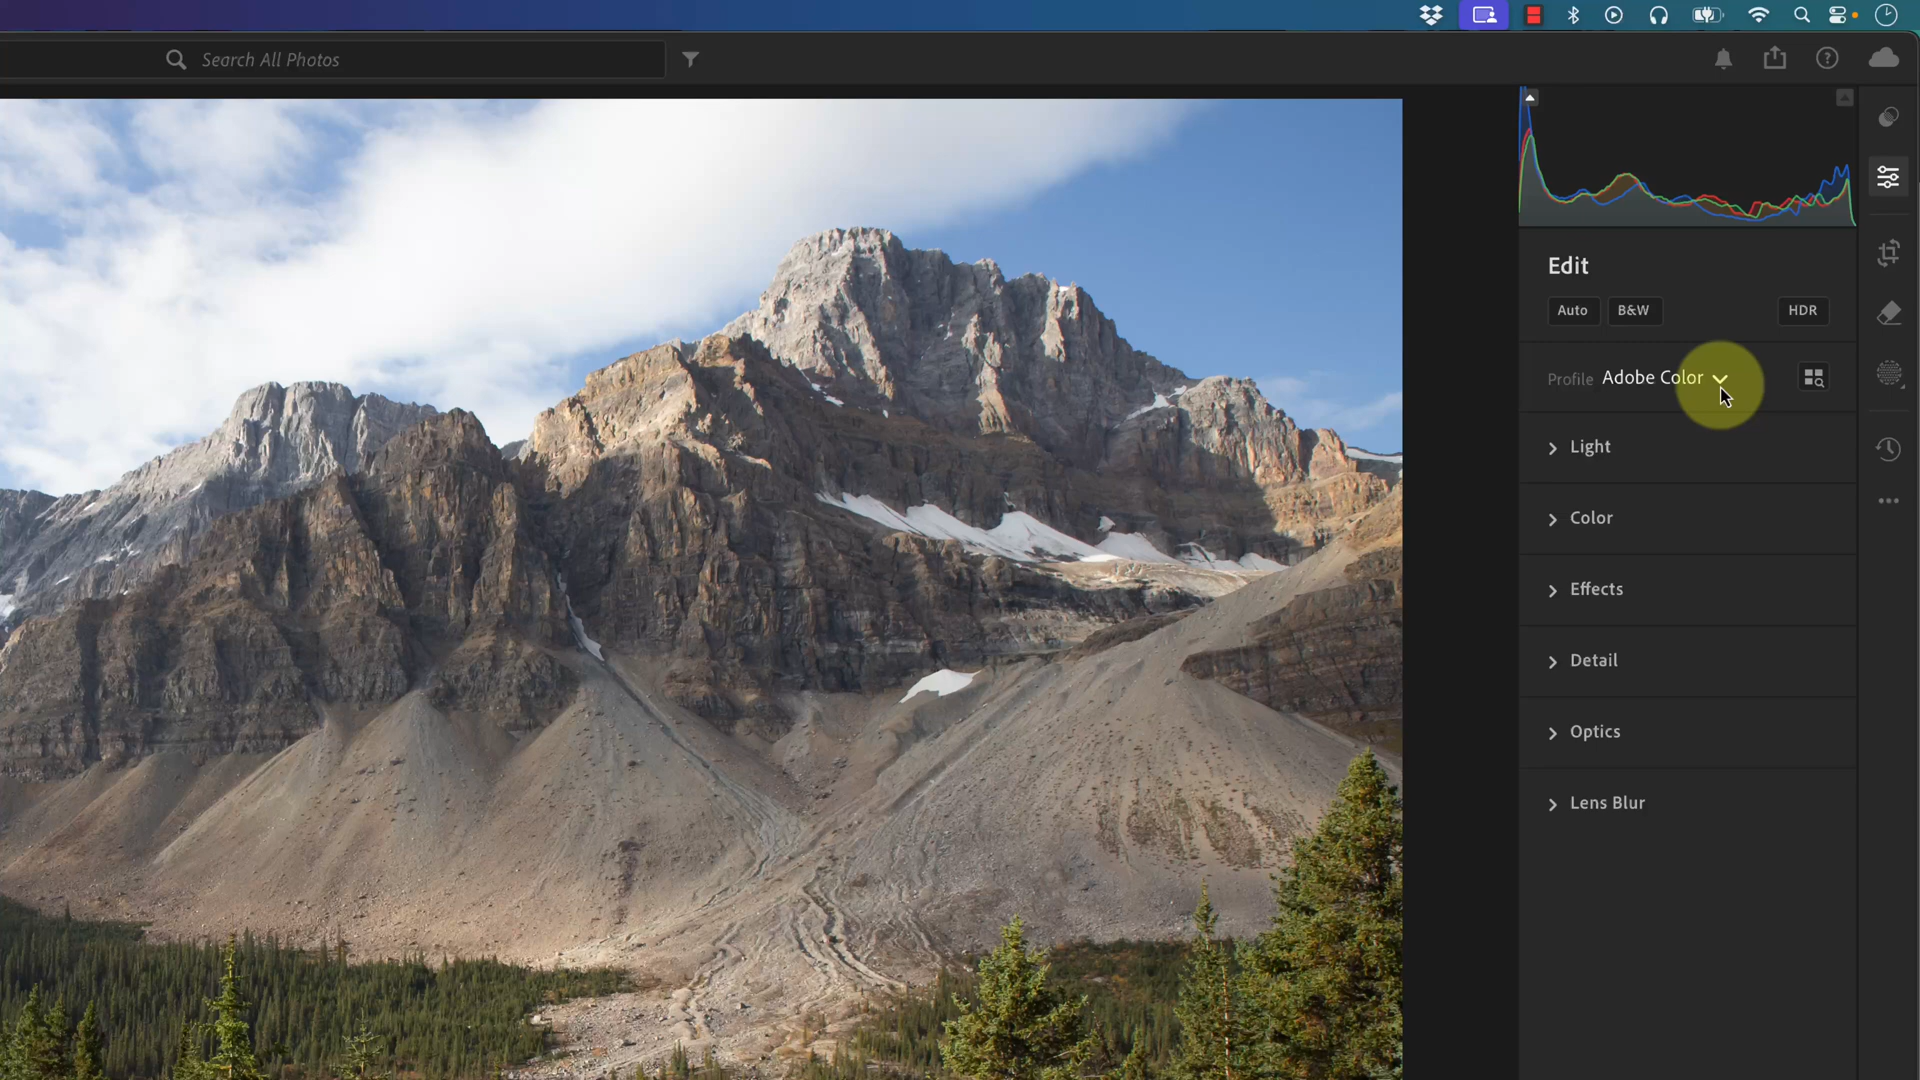 Search All Photos
Edit
Auto B&W HDR
Profile Adobe Color
Light
Color
Effects
Detail
Optics
Lens Blur